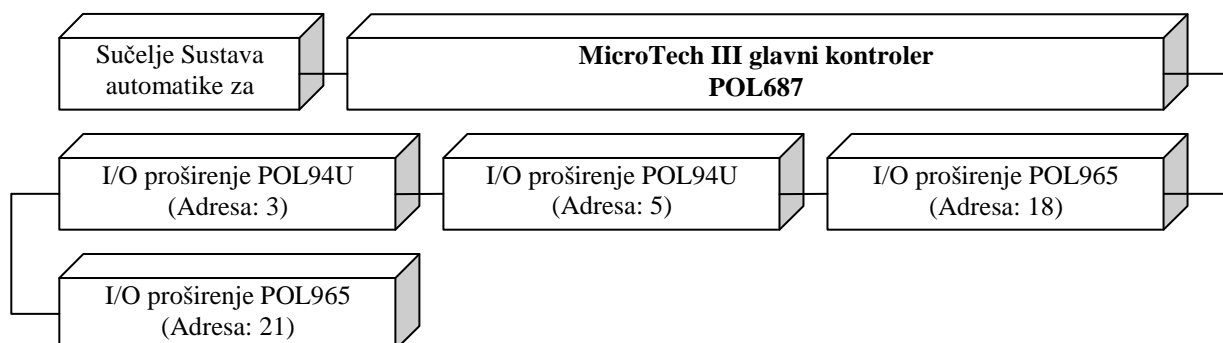 Sučelje Sustava
automatike za
MicroTech III glavni kontroler
POL687
I/O proširenje POL94U
(Adresa: 3)
I/O proširenje POL94U
(Adresa: 5)
I/O proširenje POL965
(Adresa: 18)
I/O proširenje POL965
(Adresa: 21)